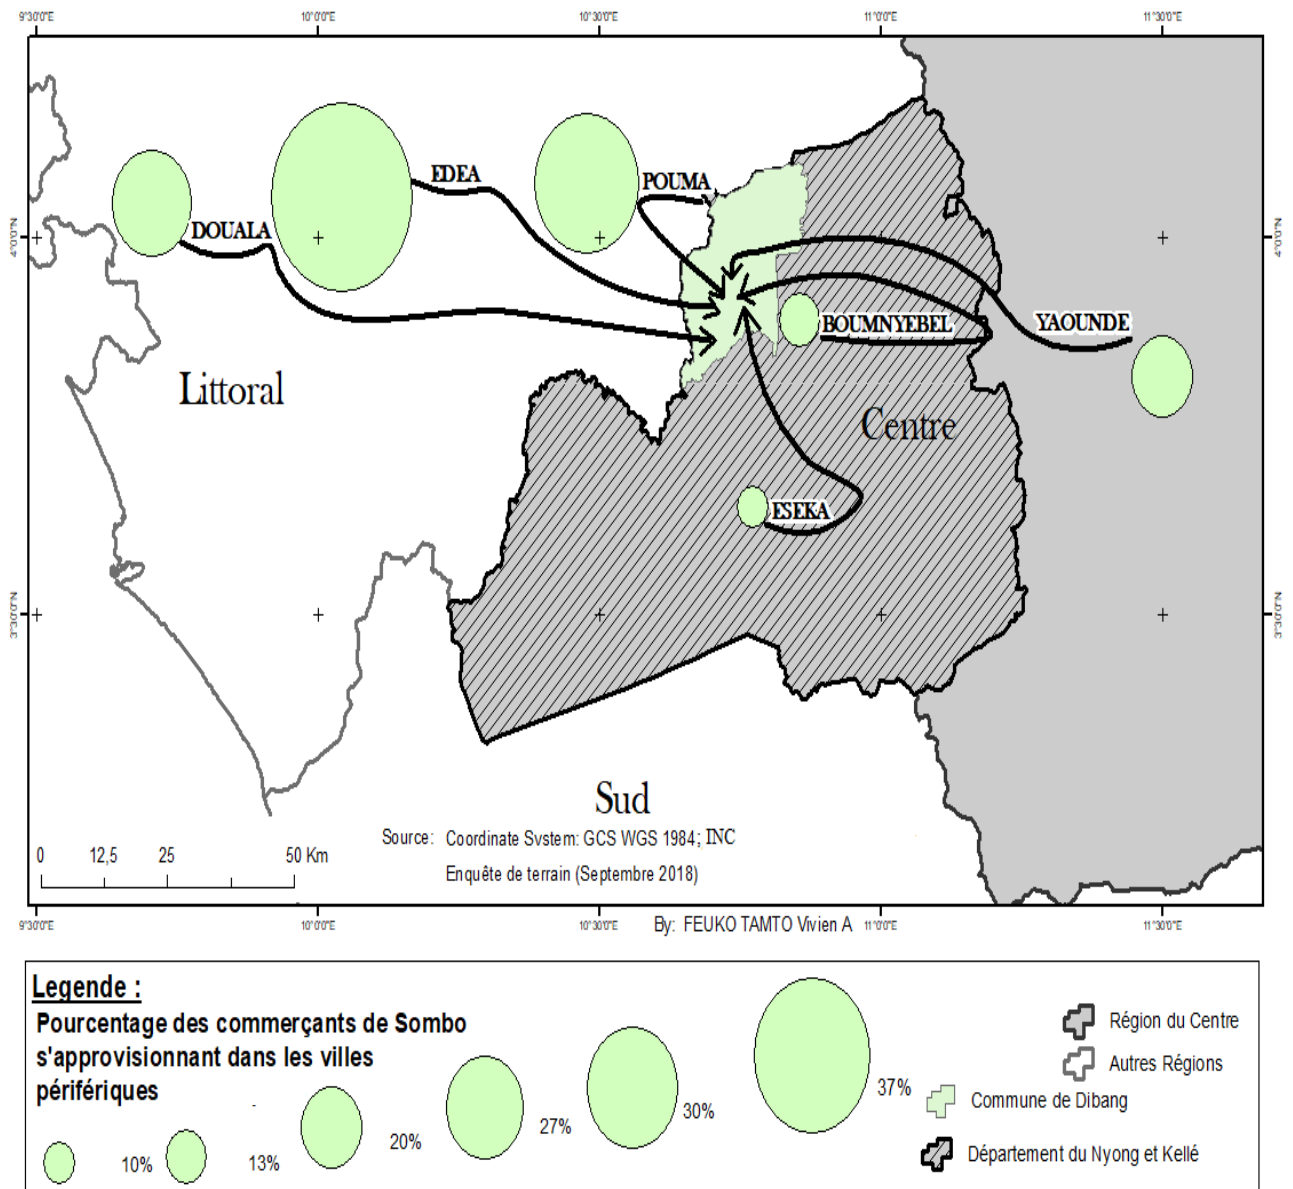 9°30'0"E 10°0'0"E 10°30'0"E 11°0'0"E 11°30'0"E
EDEA
POUMA
DOUALA
4°0'0"N 4°0'0"N
BOUMNYEBEL
YAOUNDE
Littoral
Centre
ESEKA
3°30'0"N 3°30'0"N
Sud
Source: Coordinate System: GCS WGS 1984; INC
Enquête de terrain (Septembre 2018)
0 12,5 25 50 Km
9°30'0"E 10°0'0"E 10°30'0"E 11°0'0"E 11°30'0"E
By: FEUKO TAMTO Vivien A
Legende :
Pourcentage des commerçants de Sombo
s'approvisionnant dans les villes
périfériques
10%
13%
20%
27%
30%
37%
Région du Centre
Autres Régions
Commune de Dibang
Département du Nyong et Kellé